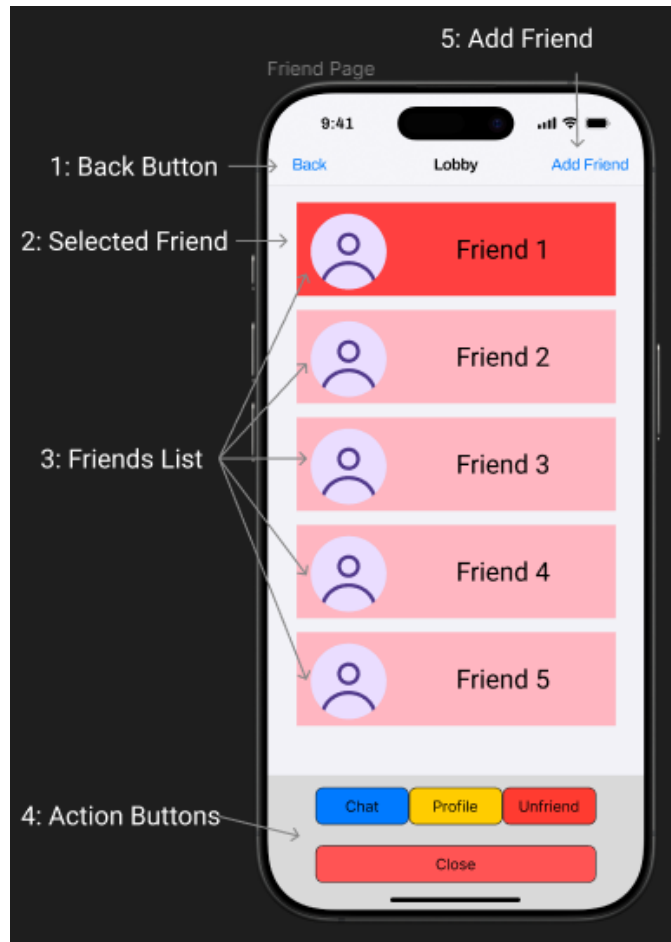 5: Add Friend
Friend Page
9:41
1: Back Button
Back
Lobby
Add Friend
2: Selected Friend
Friend 1
Friend 2
3: Friends List
Friend 3
Friend 4
Friend 5
4: Action Buttons
Chat
Profile
Unfriend
Close